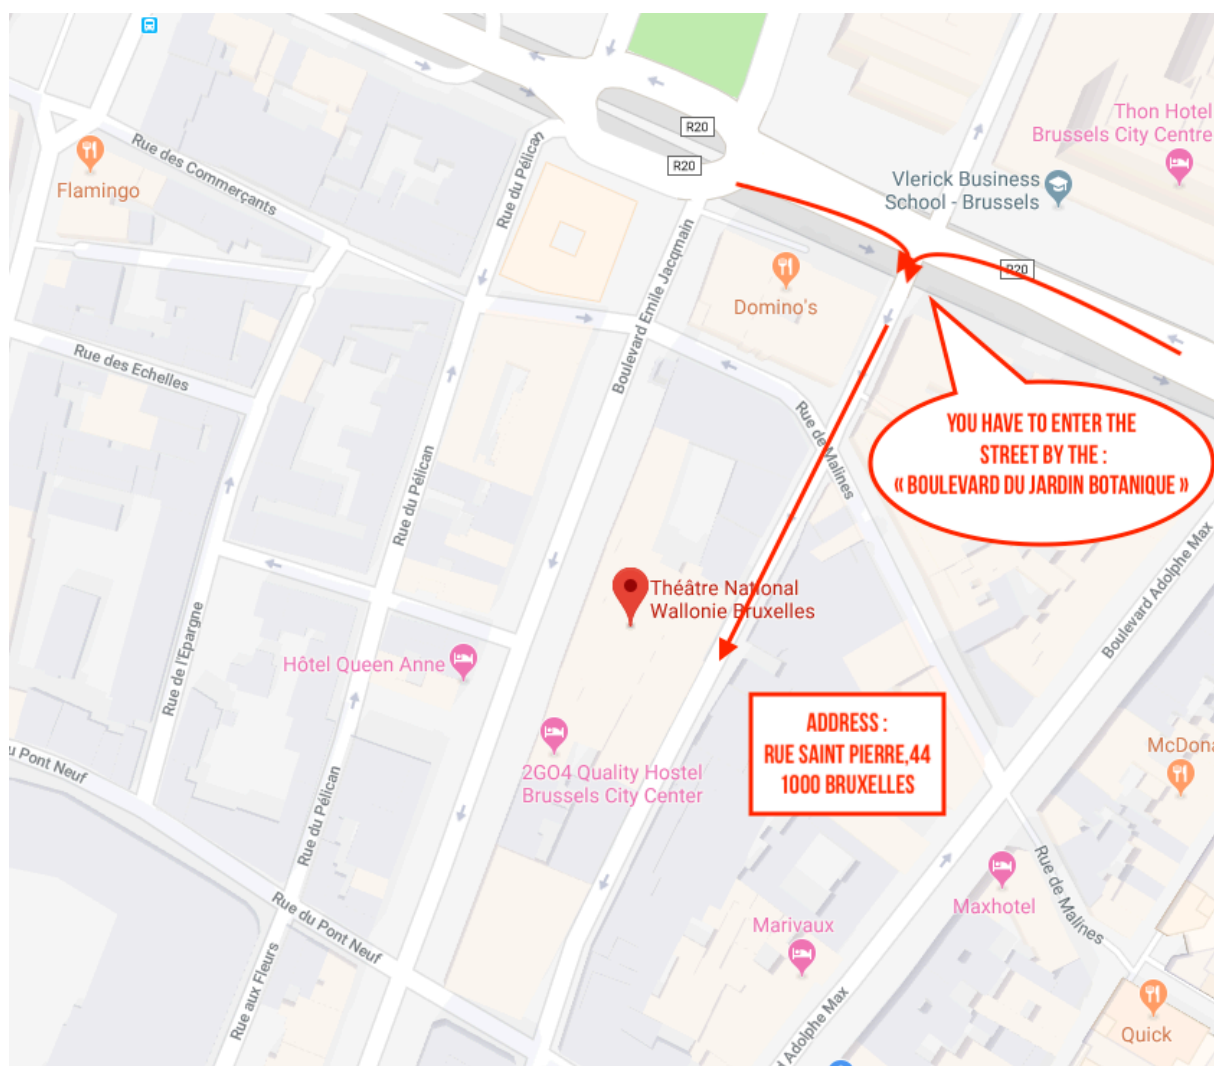 Thon Hotel
Brussels City Centre
R20
R20
Vlerick Business
School - Brussels
Flamingo
Rue des Commerçants
Rue du Pélican
Boulevard Emile Jacqmain
R20
Domino's
Rue des Echelles
Rue de Malines
YOU HAVE TO ENTER THE
STREET BY THE :
« BOULEVARD DU JARDIN BOTANIQUE »
Rue du Pélican
Boulevard Adolphe Max
Théâtre National
Wallonie Bruxelles
Rue de l'Epargne
Hôtel Queen Anne
ADDRESS :
RUE SAINT PIERRE,44
1000 BRUXELLES
2GO4 Quality Hostel
Brussels City Center
McDona
u Pont Neuf
Rue du Pélican
Rue de Malines
Maxhotel
Marivaux
Rue du Pont Neuf
Rue aux Fleurs
d Adolphe Max
Quick